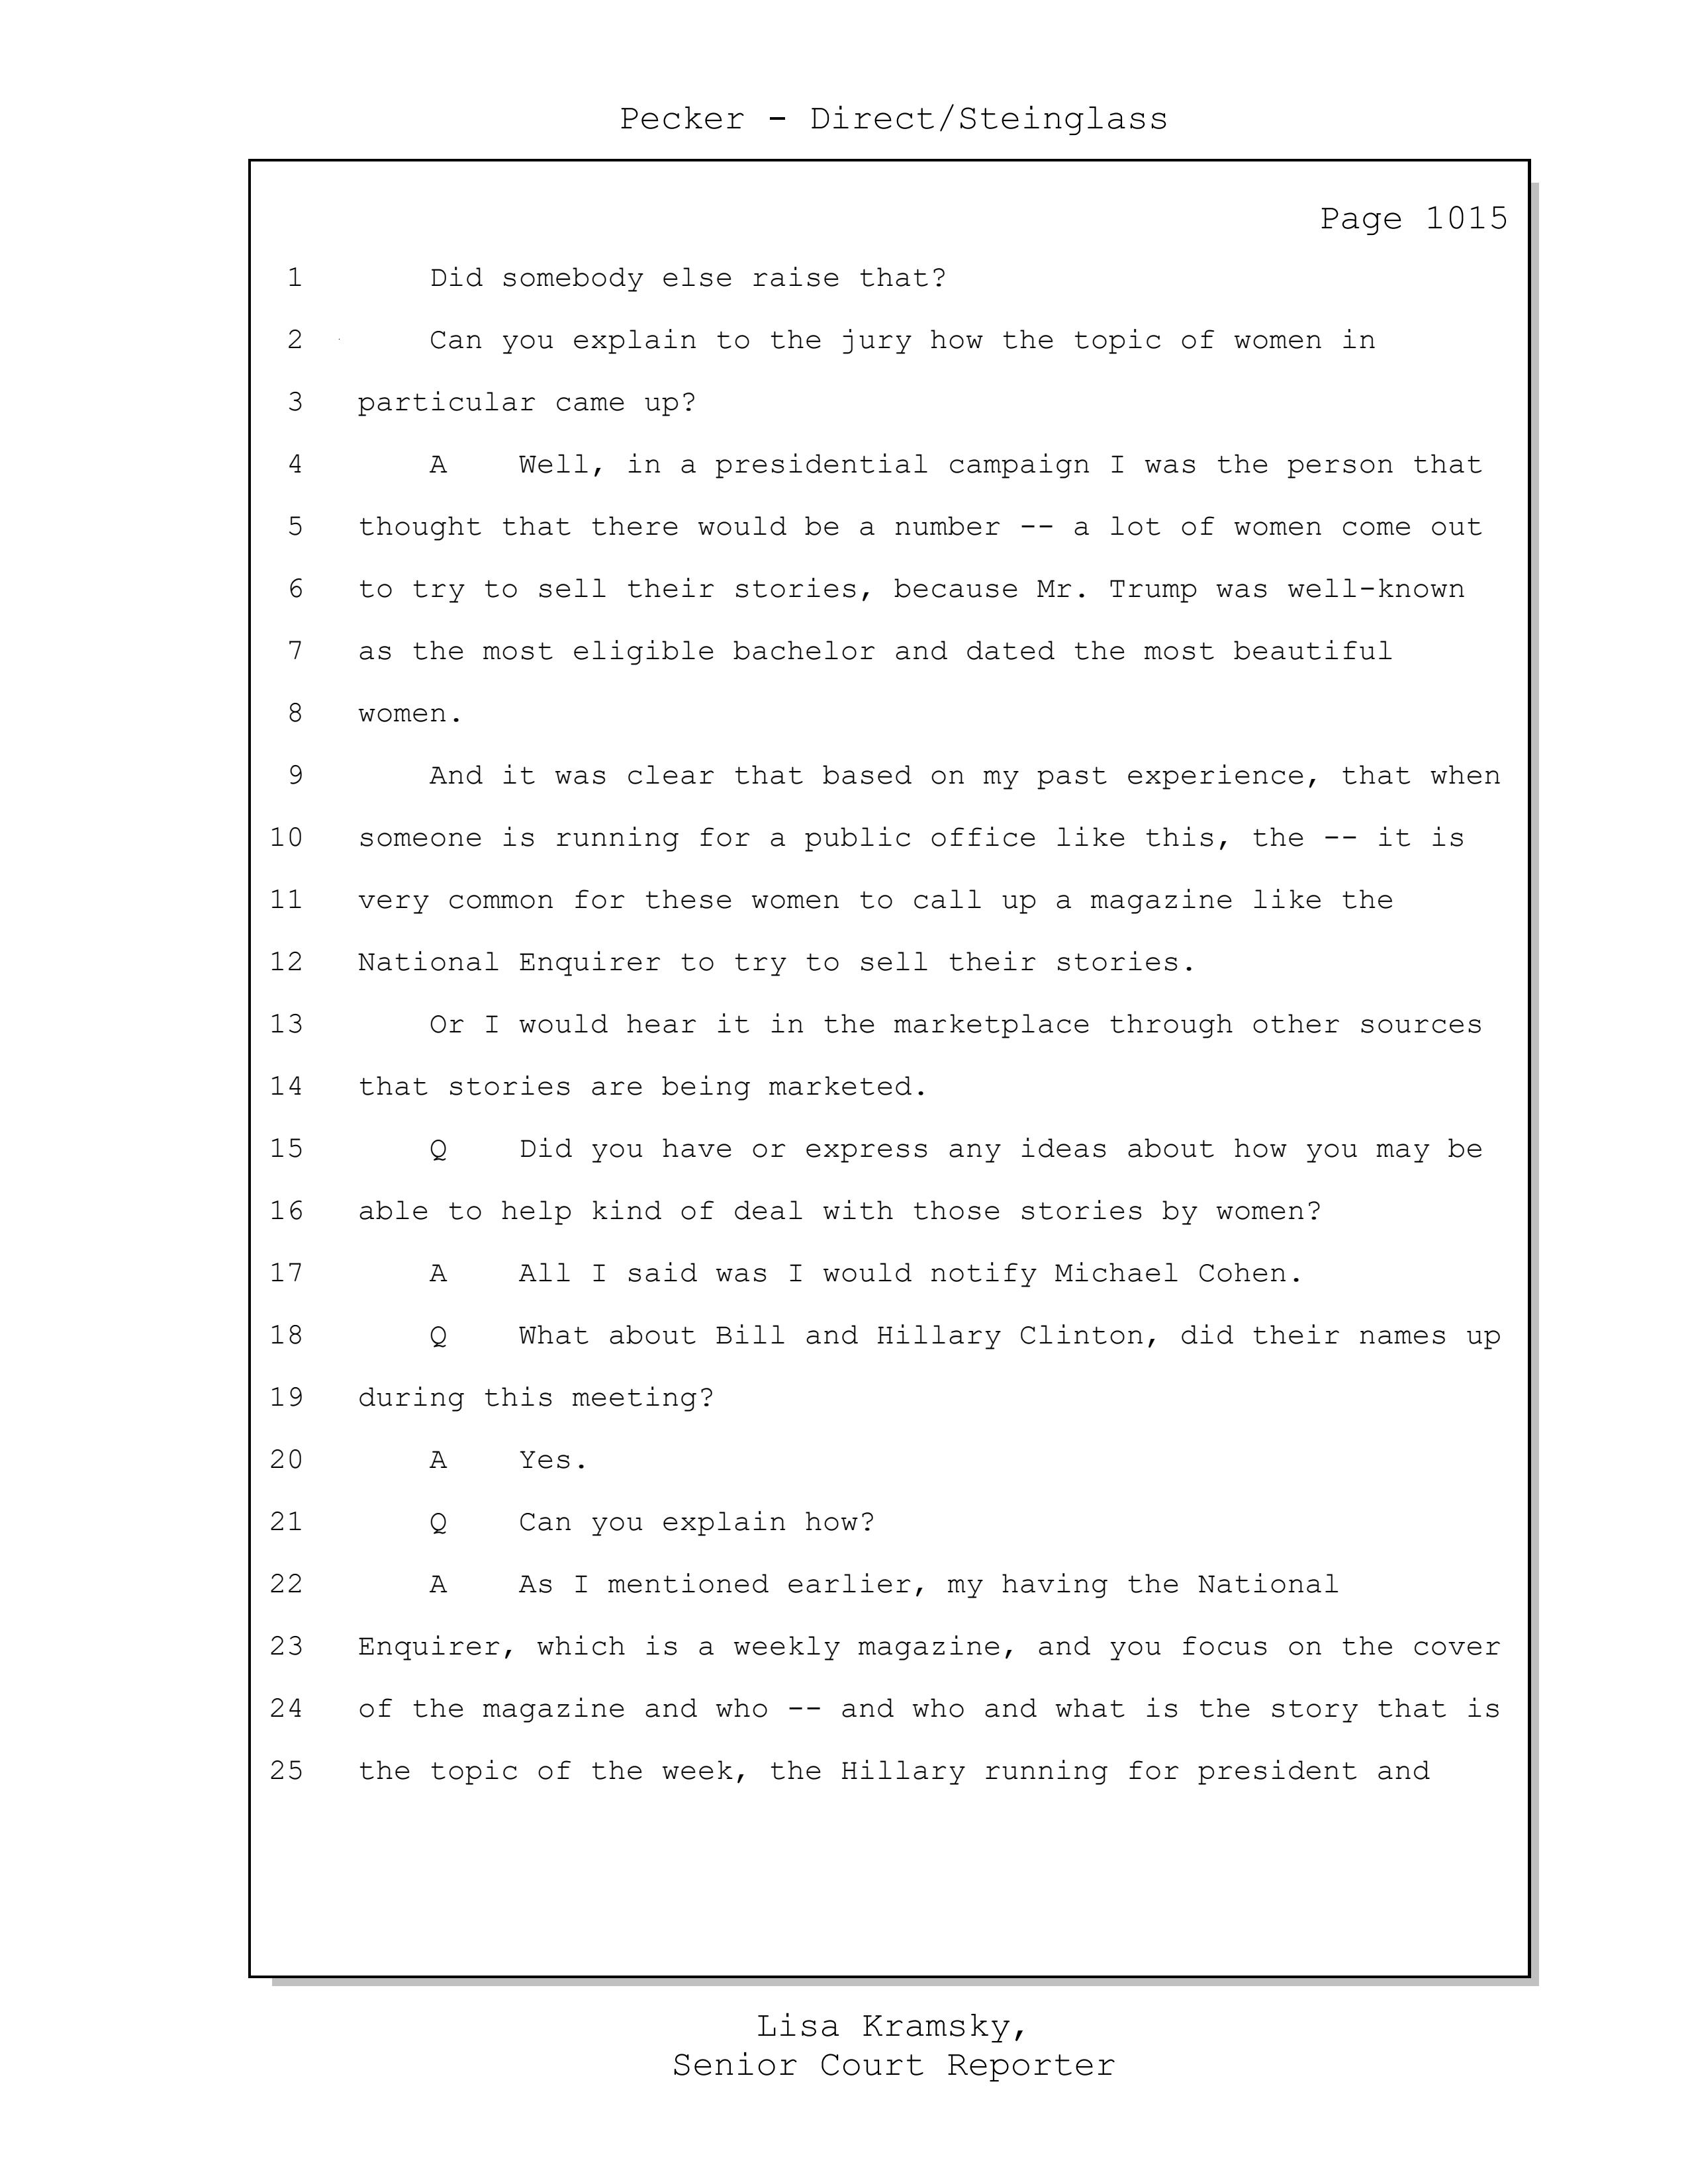 Pecker - Direct/Steinglass
Page 1015
1 Did somebody else raise that?
2 Can you explain to the jury how the topic of women in
3 particular came up?
4 A Well, in a presidential campaign I was the person that
5 thought that there would be a number -- a lot of women come out
6 to try to sell their stories, because Mr. Trump was well-known
7 as the most eligible bachelor and dated the most beautiful
8 women.
9 And it was clear that based on my past experience, that when
10 someone is running for a public office like this, the -- it is
11 very common for these women to call up a magazine like the
12 National Enquirer to try to sell their stories.
13 Or I would hear it in the marketplace through other sources
14 that stories are being marketed.
15 Q Did you have or express any ideas about how you may be
16 able to help kind of deal with those stories by women?
17 A All I said was I would notify Michael Cohen.
18 Q What about Bill and Hillary Clinton, did their names up
19 during this meeting?
20 A Yes.
21 Q Can you explain how?
22 A As I mentioned earlier, my having the National
23 Enquirer, which is a weekly magazine, and you focus on the cover
24 of the magazine and who -- and who and what is the story that is
25 the topic of the week, the Hillary running for president and
Lisa Kramsky,
Senior Court Reporter